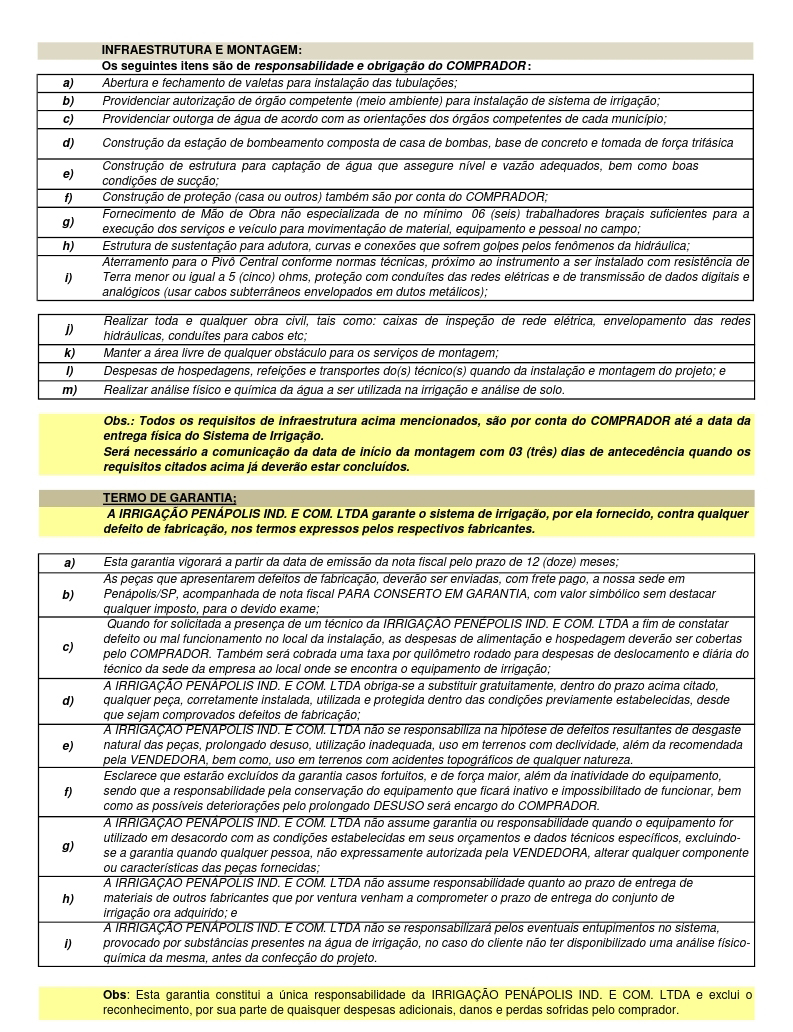 INFRAESTRUTURA E MONTAGEM:
Os seguintes itens são de responsabilidade e obrigação do COMPRADOR:
a) Abertura e fechamento de valetas para instalação das tubulações;
b) Providenciar autorização de órgão competente (meio ambiente) para instalação de sistema de irrigação;
c) Providenciar outorga de água de acordo com as orientações dos órgãos competentes de cada município;
d) Construção da estação de bombeamento composta de casa de bombas, base de concreto e tomada de força trifásica
e) Construção de estrutura para captação de água que assegure nível e vazão adequados, bem como boas
condições de sucção;
f) Construção de proteção (casa ou outros) também são por conta do COMPRADOR;
g) Fornecimento de Mão de Obra não especializada de no mínimo 06 (seis) trabalhadores braçais suficientes para a
execução dos serviços e veículo para movimentação de material, equipamento e pessoal no campo;
h) Estrutura de sustentação para adutora, curvas e conexões que sofrem golpes pelos fenômenos da hidráulica;
i) Aterramento para o Pivô Central conforme normas técnicas, próximo ao instrumento a ser instalado com resistência de
Terra menor ou igual a 5 (cinco) ohms, proteção com conduítes das redes elétricas e de transmissão de dados digitais e
analógicos (usar cabos subterrâneos envelopados em dutos metálicos);
j) Realizar toda e qualquer obra civil, tais como: caixas de inspeção de rede elétrica, envelopamento das redes
hidráulicas, conduítes para cabos etc;
k) Manter a área livre de qualquer obstáculo para os serviços de montagem;
l) Despesas de hospedagens, refeições e transportes do(s) técnico(s) quando da instalação e montagem do projeto; e
m) Realizar análise físico e química da água a ser utilizada na irrigação e análise de solo.
Obs.: Todos os requisitos de infraestrutura acima mencionados, são por conta do COMPRADOR até a data da
entrega física do Sistema de Irrigação.
Será necessário a comunicação da data de início da montagem com 03 (três) dias de antecedência quando os
requisitos citados acima já deverão estar concluídos.
TERMO DE GARANTIA;
A IRRIGAÇÃO PENÁPOLIS IND. E COM. LTDA garante o sistema de irrigação, por ela fornecido, contra qualquer
defeito de fabricação, nos termos expressos pelos respectivos fabricantes.
a) Esta garantia vigorará a partir da data de emissão da nota fiscal pelo prazo de 12 (doze) meses;
b) As peças que apresentarem defeitos de fabricação, deverão ser enviadas, com frete pago, a nossa sede em
Penápolis/SP, acompanhada de nota fiscal PARA CONSERTO EM GARANTIA, com valor simbólico sem destacar
qualquer imposto, para o devido exame;
c) Quando for solicitada a presença de um técnico da IRRIGAÇÃO PENÉPOLIS IND. E COM. LTDA a fim de constatar
defeito ou mal funcionamento no local da instalação, as despesas de alimentação e hospedagem deverão ser cobertas
pelo COMPRADOR. Também será cobrada uma taxa por quilômetro rodado para despesas de deslocamento e diária do
técnico da sede da empresa ao local onde se encontra o equipamento de irrigação;
d) A IRRIGAÇÃO PENÁPOLIS IND. E COM. LTDA obriga-se a substituir gratuitamente, dentro do prazo acima citado,
qualquer peça, corretamente instalada, utilizada e protegida dentro das condições previamente estabelecidas, desde
que sejam comprovados defeitos de fabricação;
e) A IRRIGAÇÃO PENÁPOLIS IND. E COM. LTDA não se responsabiliza na hipótese de defeitos resultantes de desgaste
natural das peças, prolongado desuso, utilização inadequada, uso em terrenos com declividade, além da recomendada
pela VENDEDORA, bem como, uso em terrenos com acidentes topográficos de qualquer natureza.
f) Esclarece que estarão excluídos da garantia casos fortuitos, e de força maior, além da inatividade do equipamento,
sendo que a responsabilidade pela conservação do equipamento que ficará inativo e impossibilitado de funcionar, bem
como as possíveis deteriorações pelo prolongado DESUSO será encargo do COMPRADOR.
g) A IRRIGAÇÃO PENÁPOLIS IND. E COM. LTDA não assume garantia ou responsabilidade quando o equipamento for
utilizado em desacordo com as condições estabelecidas em seus orçamentos e dados técnicos específicos, excluindo-
se a garantia quando qualquer pessoa, não expressamente autorizada pela VENDEDORA, alterar qualquer componente
ou características das peças fornecidas;
h) A IRRIGAÇÃO PENÁPOLIS IND. E COM. LTDA não assume responsabilidade quanto ao prazo de entrega de
materiais de outros fabricantes que por ventura venham a comprometer o prazo de entrega do conjunto de
irrigação ora adquirido; e
i) A IRRIGAÇÃO PENÁPOLIS IND. E COM. LTDA não se responsabilizará pelos eventuais entupimentos no sistema,
provocado por substâncias presentes na água de irrigação, no caso do cliente não ter disponibilizado uma análise físico-
química da mesma, antes da confecção do projeto.
Obs: Esta garantia constitui a única responsabilidade da IRRIGAÇÃO PENÁPOLIS IND. E COM. LTDA e exclui o
reconhecimento, por sua parte de quaisquer despesas adicionais, danos e perdas sofridas pelo comprador.